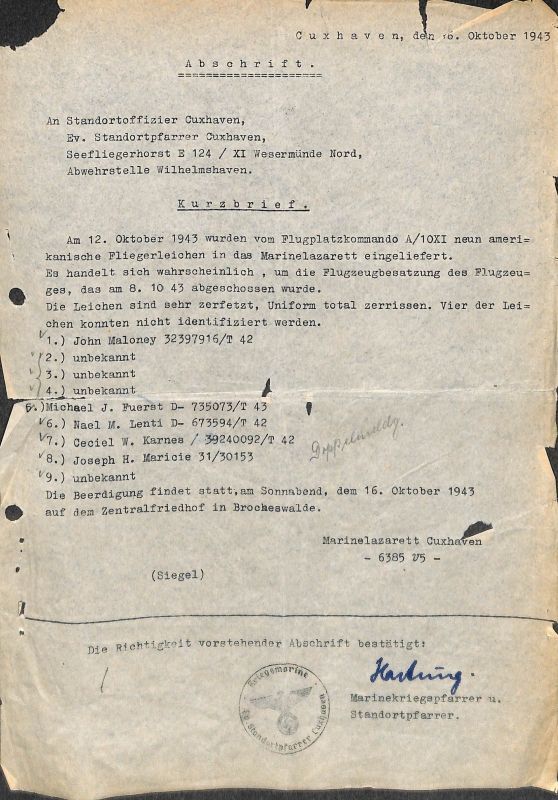 Cuxhaven, den 16. Oktober 1943
Abschrift.
An Standortoffizier Cuxhaven,
Ev. Standortpfarrer Cuxhaven,
Seefliegerhorst E 124 / XI Wesermünde Nord,
Abwehrstelle Wilhelmshaven.
Kurzbrief.
Am 12. Oktober 1943 wurden vom Flugplatzkommando A/10XI neun ameri=
kanische Fliegerleichen in das Marinelazarett eingeliefert.
Es handelt sich wahrscheinlich , um die Flugzeugbesatzung des Flugzeu=
ges, das am 8. 10 43 abgeschossen wurde.
Die Leichen sind sehr zerfetzt, Uniform total zerrissen. Vier der Lei=
chen konnten nicht identifiziert werden.
1.) John Maloney 32397916/T 42
2.) unbekannt
3.) unbekannt
4.) unbekannt
5.) Michael J. Fuerst D- 735073/T 43
6.) Nael M. Lenti D- 673594/T 42
7.) Ceciel W. Karnes / 39240092/T 42
8.) Joseph H. Maricie 31/30153
9.) unbekannt
Die Beerdigung findet statt, am Sonnabend, dem 16. Oktober 1943
auf dem Zentralfriedhof in Brockeswalde.
Marinelazarett Cuxhaven
- 6385 -
(Siegel)
Die Richtigkeit vorstehender Abschrift bestätigt:
Hartung.
Marinekriegspfarrer u.
Standortpfarrer.
Kriegsmarine
Standortpfarrer Cuxhaven